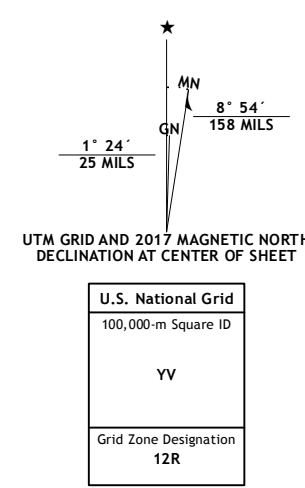 ★
MN
GN
8° 54´
158 MILS
1° 24´
25 MILS
UTM GRID AND 2017 MAGNETIC NORTH
DECLINATION AT CENTER OF SHEET
U.S. National Grid
100,000-m Square ID
YV
Grid Zone Designation
12R